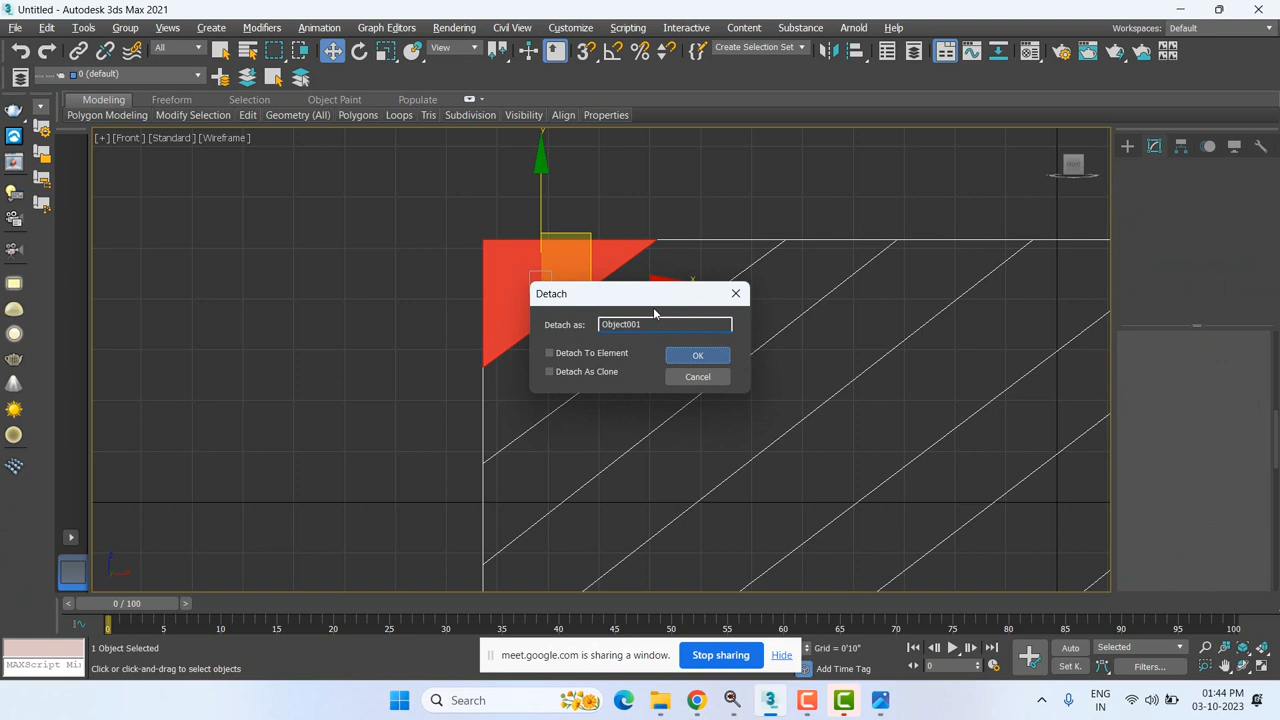 Untitled - Autodesk 3ds Max 2021
File Edit Tools Group Views Create Modifiers Animation Graph Editors Rendering Civil View Customize Scripting Interactive Content Substance Arnold Help
Workspaces: Default
All
View
Create Selection Set
0 (default)
Modeling Freeform Selection Object Paint Populate
Polygon Modeling Modify Selection Edit Geometry (All) Polygons Loops Tris Subdivision Visibility Align Properties
[+] [Front] [Standard] [Wireframe]
y
FRONT
x
Detach
Detach as: Object001
Detach To Element
OK
Detach As Clone
Cancel
< 0 / 100 >
0 5 10 15 20 25 30 35 40 45 50 55 60 65 70 75 80 85 90 95 100
1 Object Selected
Click or click-and-drag to select objects
MAXScript Mi
meet.google.com is sharing a window. Stop sharing Hide
Grid = 0'10"
Add Time Tag
0
Auto Selected
Set K. Filters...
Search
ENG
IN
01:44 PM
03-10-2023